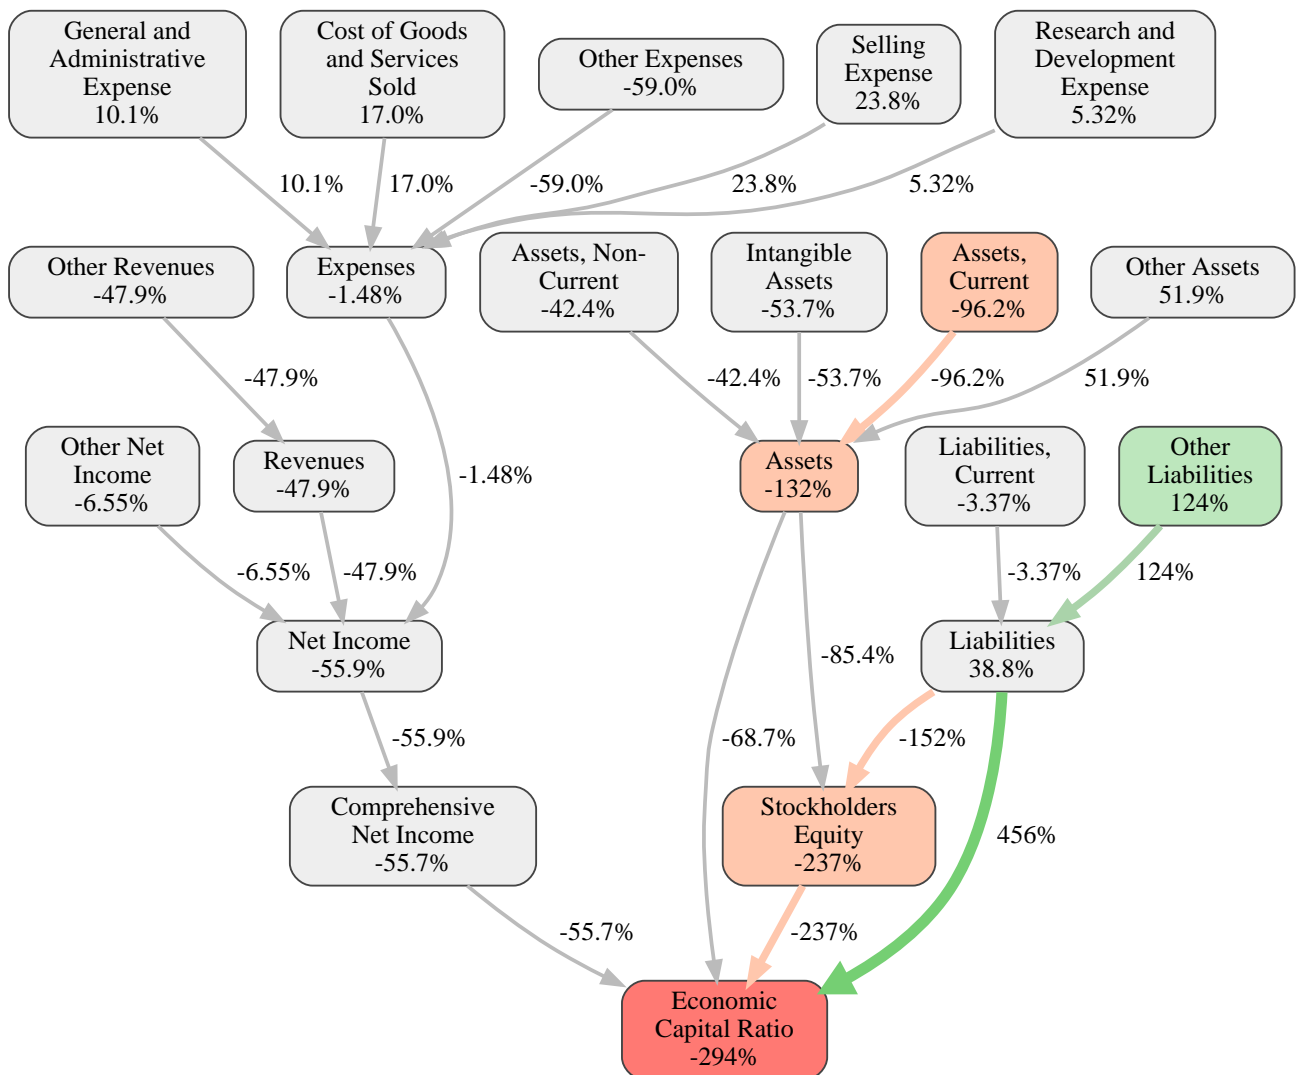 General and
Administrative
Expense
10.1%
Cost of Goods
and Services
Sold
17.0%
Other Expenses
-59.0%
Selling
Expense
23.8%
Research and
Development
Expense
5.32%
10.1%
17.0%
-59.0%
23.8%
5.32%
Other Revenues
-47.9%
Expenses
-1.48%
Assets, Non-
Current
-42.4%
Intangible
Assets
-53.7%
Assets,
Current
-96.2%
Other Assets
51.9%
-47.9%
-42.4%
-53.7%
-96.2%
51.9%
Other Net
Income
-6.55%
Revenues
-47.9%
-1.48%
Assets
-132%
Liabilities,
Current
-3.37%
Other
Liabilities
124%
-6.55%
-47.9%
-3.37%
124%
Net Income
-55.9%
-85.4%
Liabilities
38.8%
-55.9%
-68.7%
-152%
Comprehensive
Net Income
-55.7%
Stockholders
Equity
-237%
456%
-55.7%
-237%
Economic
Capital Ratio
-294%